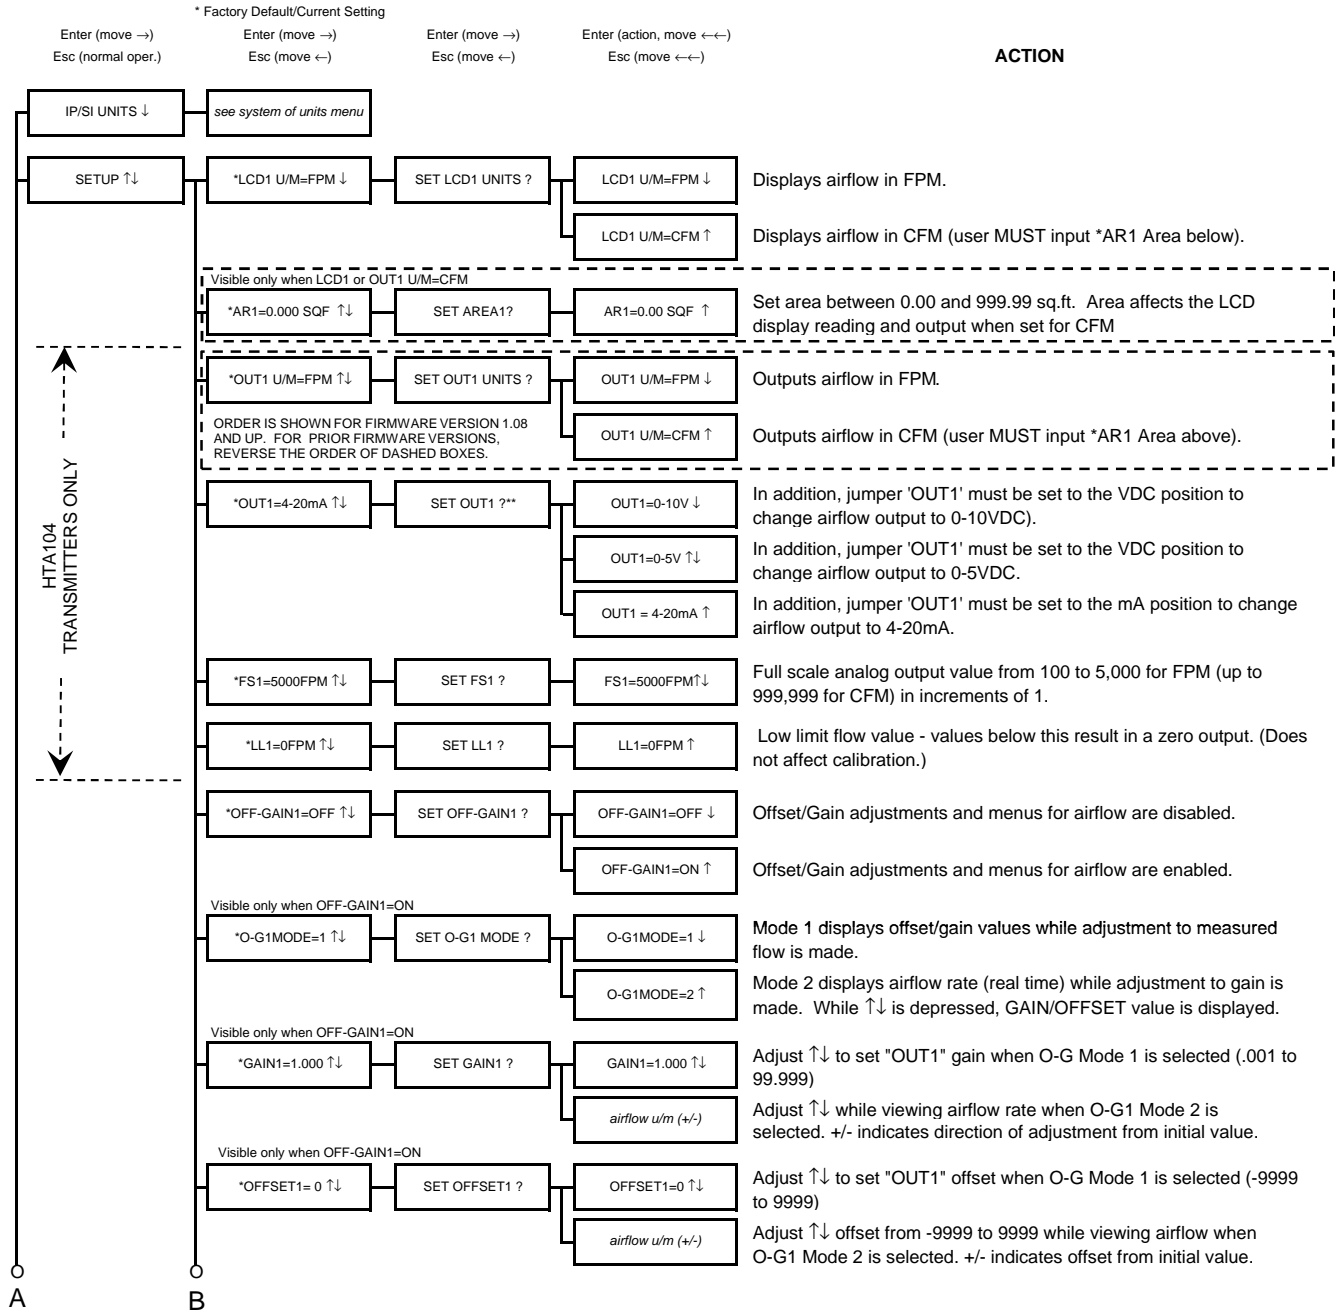 * Factory Default/Current Setting
Enter (move →)
Esc (normal oper.)
Enter (move →)
Esc (move ←)
Enter (move →)
Esc (move ←)
Enter (action, move ←←)
Esc (move ←←)
ACTION
IP/SI UNITS ↓
see system of units menu
SETUP ↑↓
*LCD1 U/M=FPM ↓
SET LCD1 UNITS ?
LCD1 U/M=FPM ↓
Displays airflow in FPM.
LCD1 U/M=CFM ↑
Displays airflow in CFM (user MUST input *AR1 Area below).
Visible only when LCD1 or OUT1 U/M=CFM
*AR1=0.000 SQF ↑↓
SET AREA1?
AR1=0.00 SQF ↑
Set area between 0.00 and 999.99 sq.ft. Area affects the LCD
display reading and output when set for CFM
HTA104
TRANSMITTERS ONLY
*OUT1 U/M=FPM ↑↓
SET OUT1 UNITS ?
OUT1 U/M=FPM ↓
Outputs airflow in FPM.
ORDER IS SHOWN FOR FIRMWARE VERSION 1.08
AND UP. FOR PRIOR FIRMWARE VERSIONS,
REVERSE THE ORDER OF DASHED BOXES.
OUT1 U/M=CFM ↑
Outputs airflow in CFM (user MUST input *AR1 Area above).
*OUT1=4-20mA ↑↓
SET OUT1 ?**
OUT1=0-10V ↓
In addition, jumper 'OUT1' must be set to the VDC position to
change airflow output to 0-10VDC).
OUT1=0-5V ↑↓
In addition, jumper 'OUT1' must be set to the VDC position to
change airflow output to 0-5VDC.
OUT1 = 4-20mA ↑
In addition, jumper 'OUT1' must be set to the mA position to change
airflow output to 4-20mA.
*FS1=5000FPM ↑↓
SET FS1 ?
FS1=5000FPM↑↓
Full scale analog output value from 100 to 5,000 for FPM (up to
999,999 for CFM) in increments of 1.
*LL1=0FPM ↑↓
SET LL1 ?
LL1=0FPM ↑
Low limit flow value - values below this result in a zero output. (Does
not affect calibration.)
*OFF-GAIN1=OFF ↑↓
SET OFF-GAIN1 ?
OFF-GAIN1=OFF ↓
Offset/Gain adjustments and menus for airflow are disabled.
OFF-GAIN1=ON ↑
Offset/Gain adjustments and menus for airflow are enabled.
Visible only when OFF-GAIN1=ON
*O-G1MODE=1 ↑↓
SET O-G1 MODE ?
O-G1MODE=1 ↓
Mode 1 displays offset/gain values while adjustment to measured
flow is made.
O-G1MODE=2 ↑
Mode 2 displays airflow rate (real time) while adjustment to gain is
made. While ↑↓ is depressed, GAIN/OFFSET value is displayed.
Visible only when OFF-GAIN1=ON
*GAIN1=1.000 ↑↓
SET GAIN1 ?
GAIN1=1.000 ↑↓
Adjust ↑↓ to set "OUT1" gain when O-G Mode 1 is selected (.001 to
99.999)
airflow u/m (+/-)
Adjust ↑↓ while viewing airflow rate when O-G1 Mode 2 is
selected. +/- indicates direction of adjustment from initial value.
Visible only when OFF-GAIN1=ON
*OFFSET1= 0 ↑↓
SET OFFSET1 ?
OFFSET1=0 ↑↓
Adjust ↑↓ to set "OUT1" offset when O-G Mode 1 is selected (-9999
to 9999)
airflow u/m (+/-)
Adjust ↑↓ offset from -9999 to 9999 while viewing airflow when
O-G1 Mode 2 is selected. +/- indicates offset from initial value.
A
B